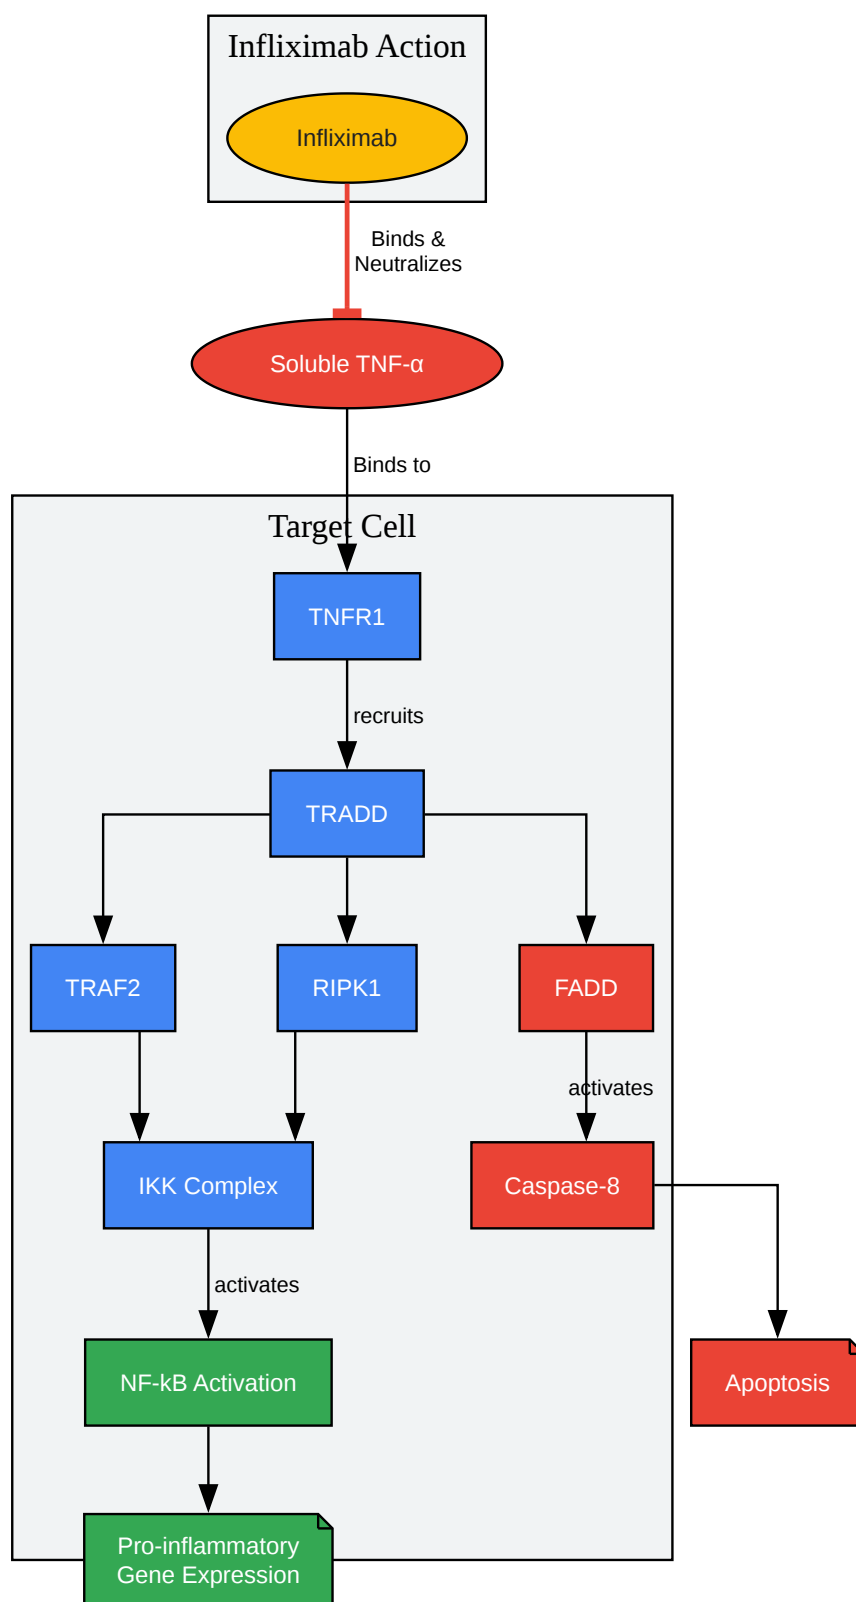 Infliximab Action
Infliximab
Binds &
Neutralizes
Soluble TNF-α
Binds to
Target Cell
TNFR1
recruits
TRADD
TRAF2
RIPK1
FADD
activates
IKK Complex
Caspase-8
activates
NF-kB Activation
Apoptosis
Pro-inflammatory
Gene Expression